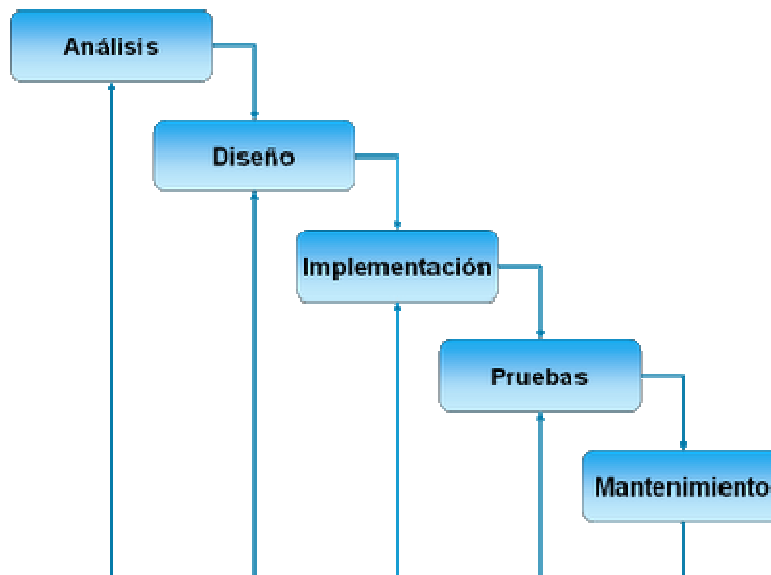 Análisis
Diseño
Implementación
Pruebas
Mantenimiento